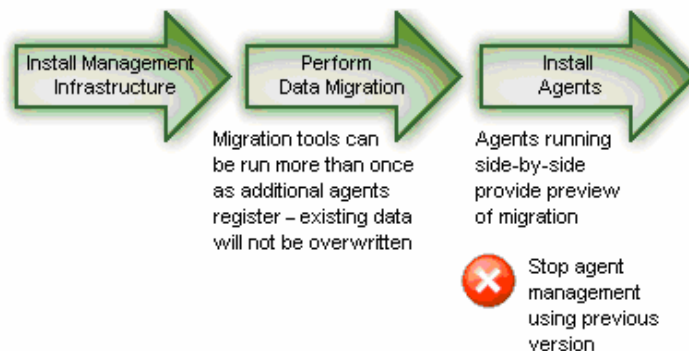 Install Management
Infrastructure
Perform
Data Migration
Install
Agents
Migration tools can
be run more than once
as additional agents
register – existing data
will not be overwritten
Agents running
side-by-side
provide preview
of migration
Stop agent
management
using previous
version